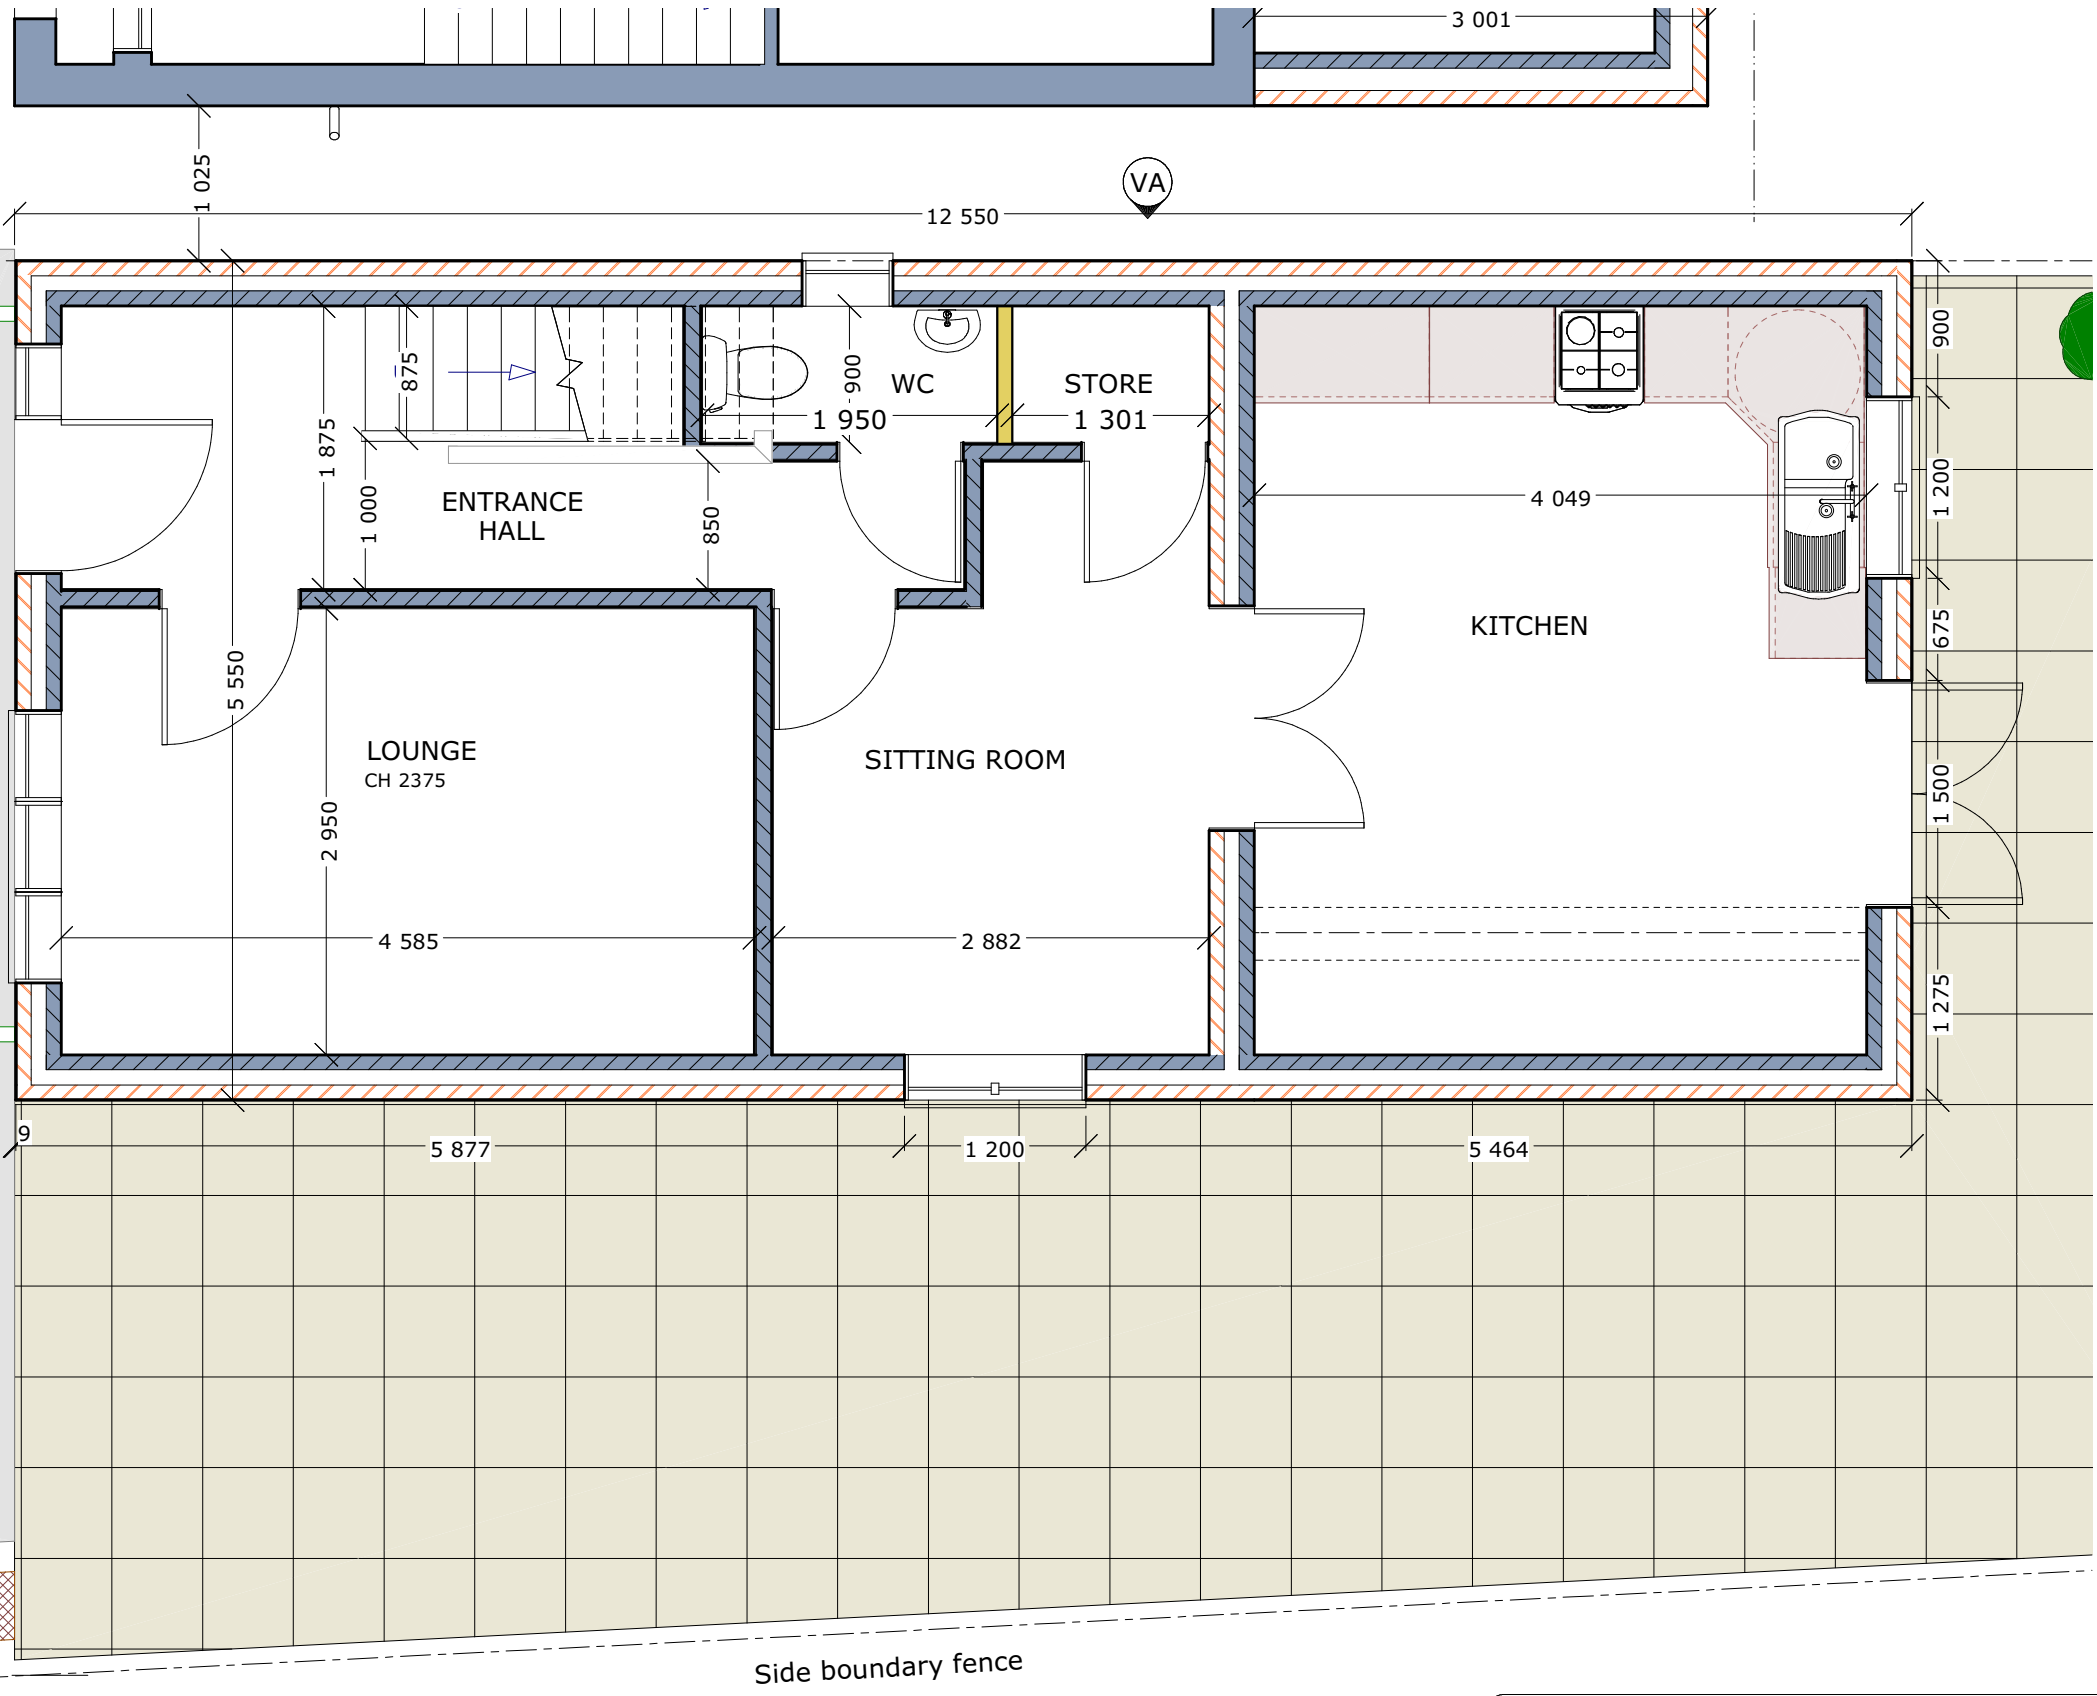 3 001
1 025
VA
12 550
900
875
900
WC
STORE
1 950
1 301
1 875
1 000
ENTRANCE
HALL
850
4 049
1 200
KITCHEN
675
5 550
LOUNGE
CH 2375
SITTING ROOM
2 950
1 500
4 585
2 882
1 275
9
5 877
1 200
5 464
Side boundary fence